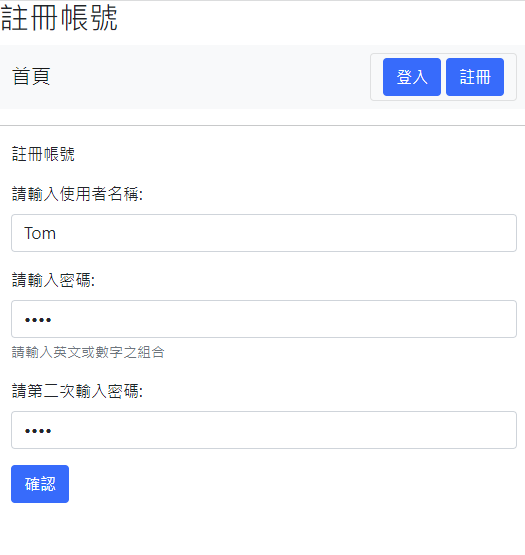 註冊帳號
首頁
登入 註冊
註冊帳號
請輸入使用者名稱:
Tom
請輸入密碼:
••••
請輸入英文或數字之組合
請第二次輸入密碼:
••••
確認